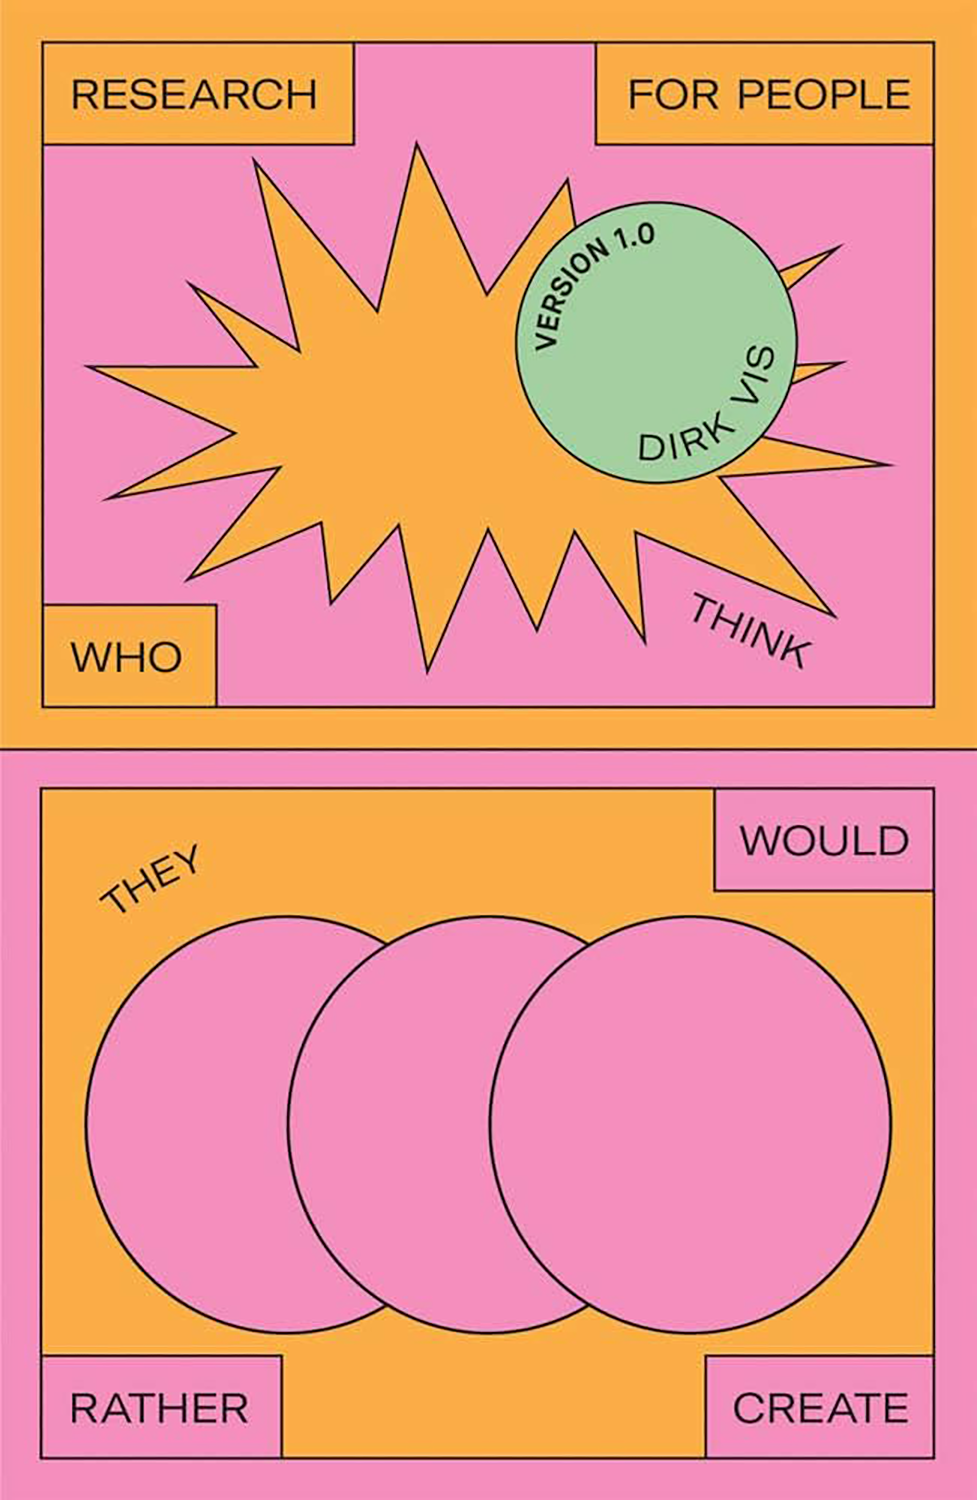 RESEARCH
FOR PEOPLE
VERSION 1.0
DIRK VIS
WHO
THINK
THEY
WOULD
RATHER
CREATE